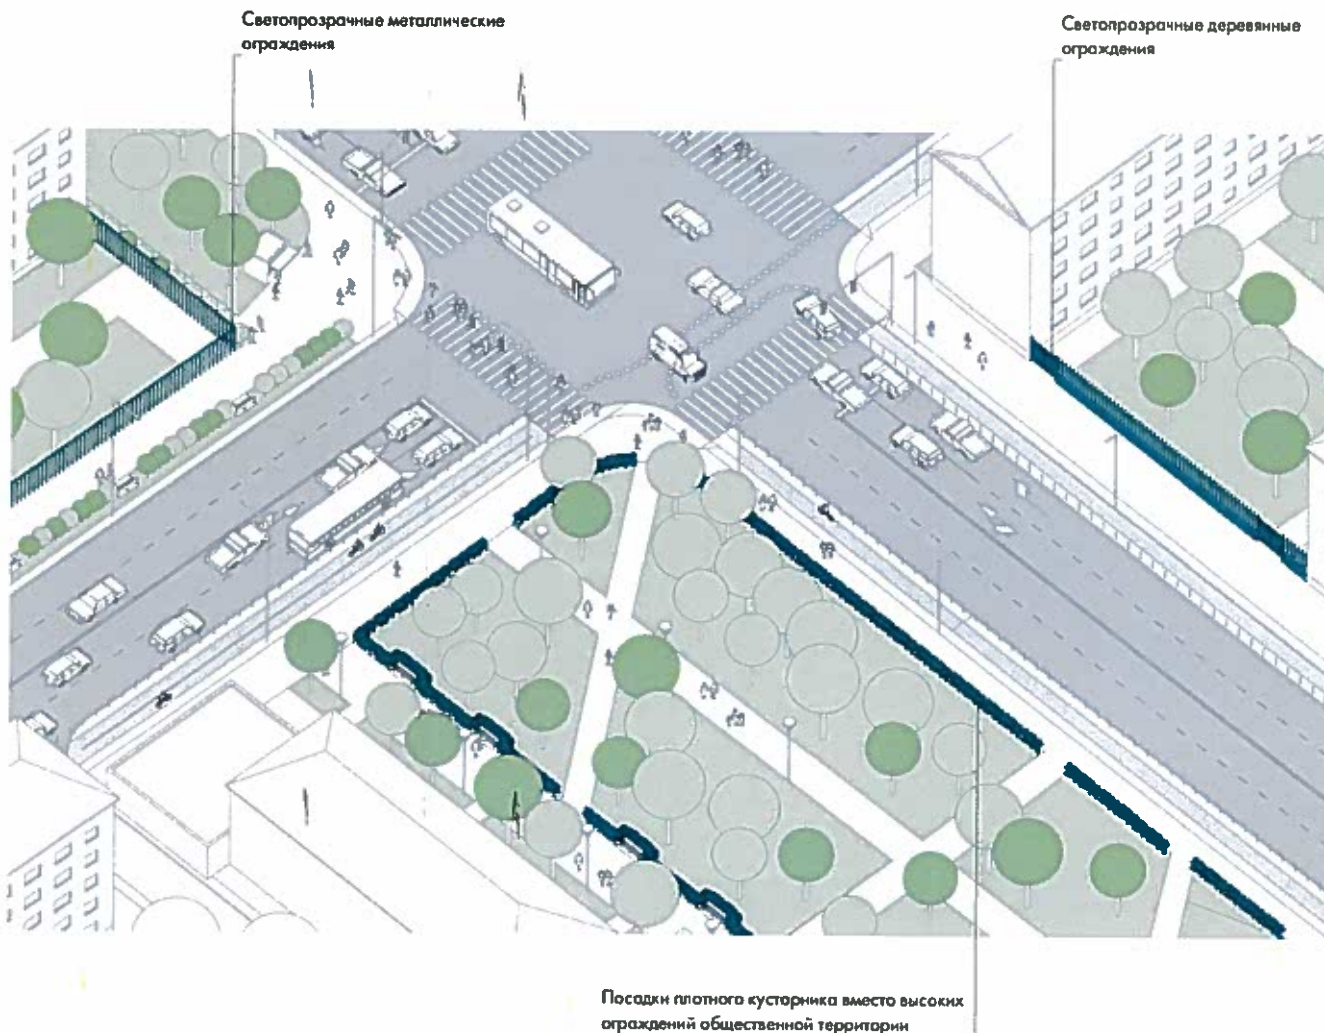 Светопрозрачные металлические
ограждения
Светопрозрачные деревянные
ограждения
Посадки плотного кустарника вместо высоких
ограждений общественной территории